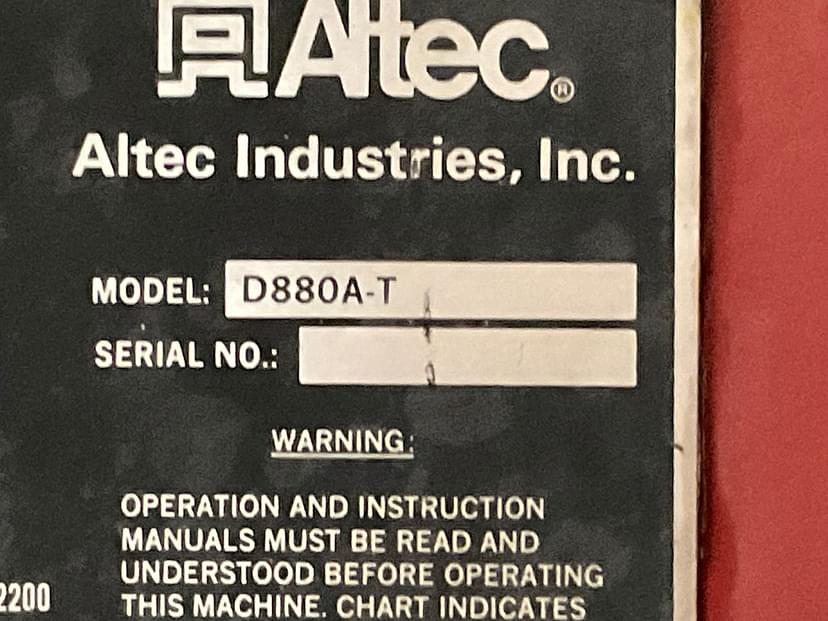 Altec®
Altec Industries, Inc.
MODEL: D880A-T
SERIAL NO.:
WARNING:
OPERATION AND INSTRUCTION
MANUALS MUST BE READ AND
UNDERSTOOD BEFORE OPERATING
2200 THIS MACHINE. CHART INDICATES